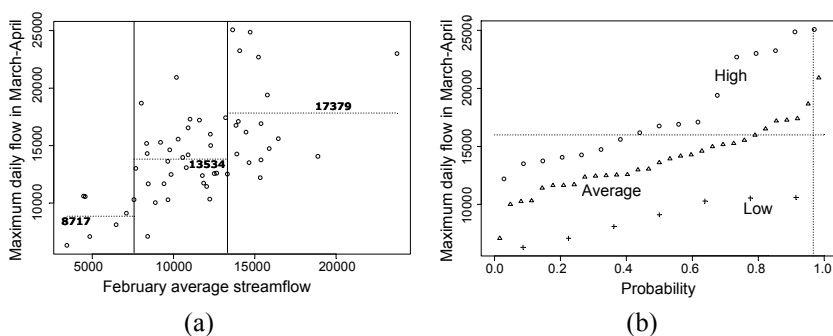 (a)
Maximum daily flow in March-April
25000
20000
15000
10000
17379
13534
8717
5000 10000 15000 20000
February average streamflow
(a)
(b)
Maximum daily flow in March-April
25000
20000
15000
10000
High
Average
Low
0.0 0.2 0.4 0.6 0.8 1.0
Probability
(b)